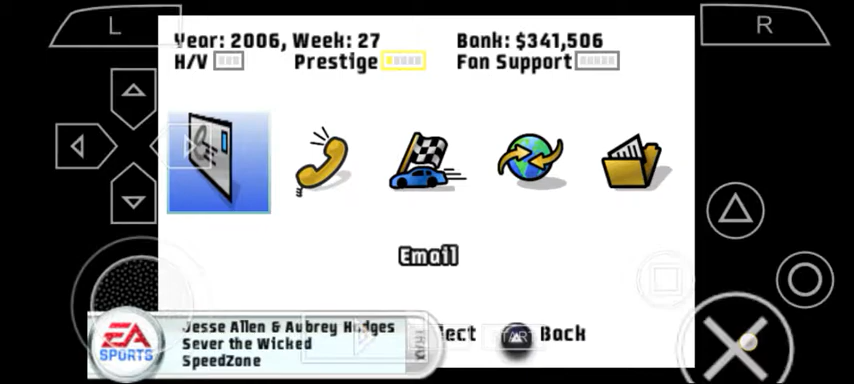 L
R
Year: 2006, Week: 27
Bank: $341,506
H/V
Prestige
Fan Support
Email
Back
EA
SPORTS
Jesse Allen & Aubrey Hodges
Sever the Wicked
SpeedZone
TRAX